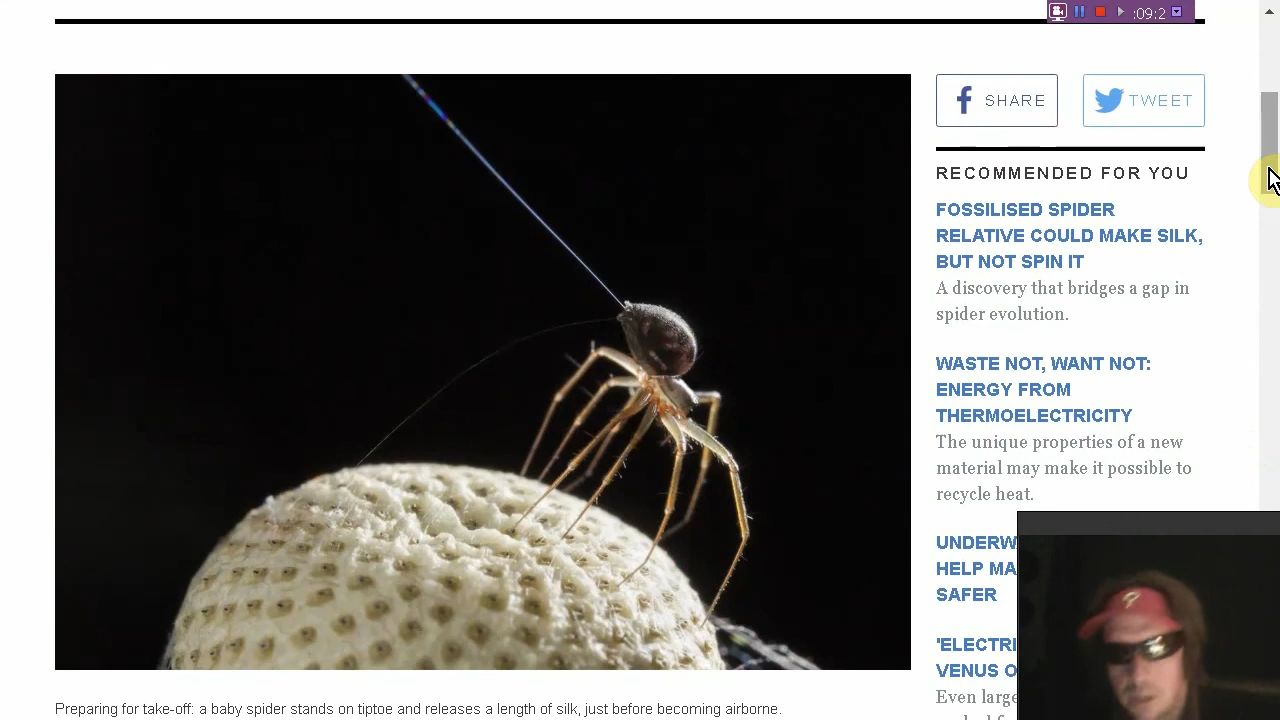 :09:2
SHARE
TWEET
RECOMMENDED FOR YOU
FOSSILISED SPIDER
RELATIVE COULD MAKE SILK,
BUT NOT SPIN IT
A discovery that bridges a gap in
spider evolution.
WASTE NOT, WANT NOT:
ENERGY FROM
THERMOELECTRICITY
The unique properties of a new
material may make it possible to
recycle heat.
UNDERW
HELP MA
SAFER
'ELECTRI
VENUS O
Even large
Preparing for take-off: a baby spider stands on tiptoe and releases a length of silk, just before becoming airborne.